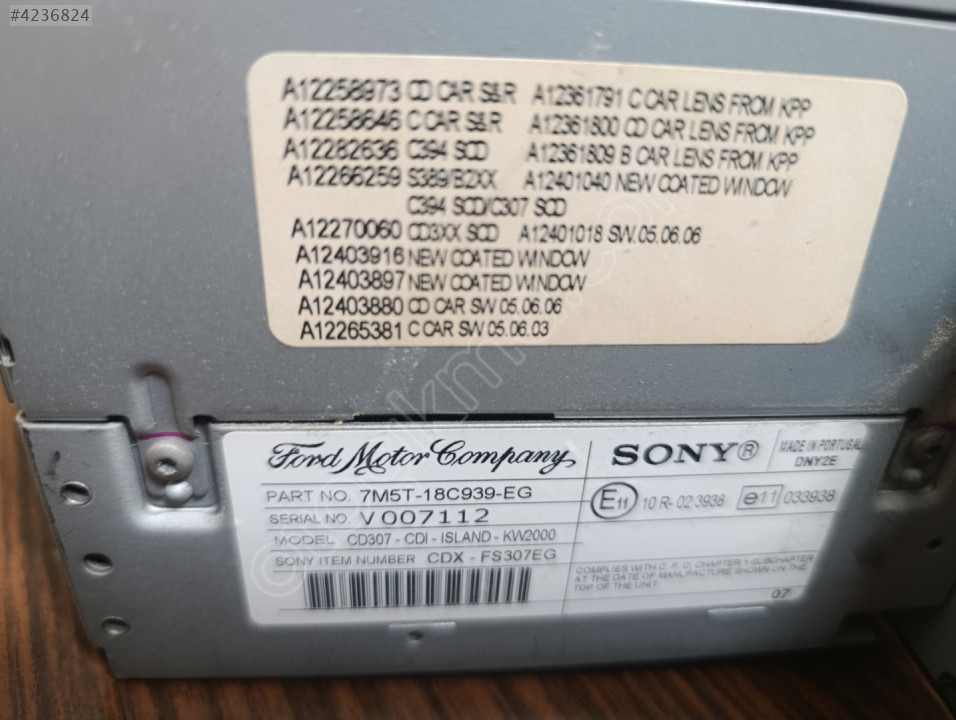 #4236824
A12258973 CD CAR S&R A12361791 C CAR LENS FROM KPP
A12258646 C CAR S&R A12361800 CD CAR LENS FROM KPP
A12282636 C394 SCD A12361809 B CAR LENS FROM KPP
A12266259 S389/B2XX A12401040 NEW COATED WINDOW
C394 SCD/C307 SCD
A12270060 CD3XX SCD A12401018 SW.05.06.06
A12403916 NEW COATED WINDOW
A12403897 NEW COATED WINDOW
A12403880 CD CAR SW 05.06.06
A12265381 C CAR SW 05.06.03
Ford Motor Company
SONY®
MADE IN PORTUGAL
DNY2E
PART NO. 7M5T-18C939-EG
SERIAL NO. V007112
MODEL CD307 - CDI - ISLAND - KW2000
SONY ITEM NUMBER CDX - FS307EG
E11 10 R- 02 3938 e11 033938
COMPLIES WITH C. F. C. CHAPTER 1-SUBCHAPTER
AT THE DATE OF MANUFACTURE SHOWN ON THE
TOP OF THE UNIT.
07